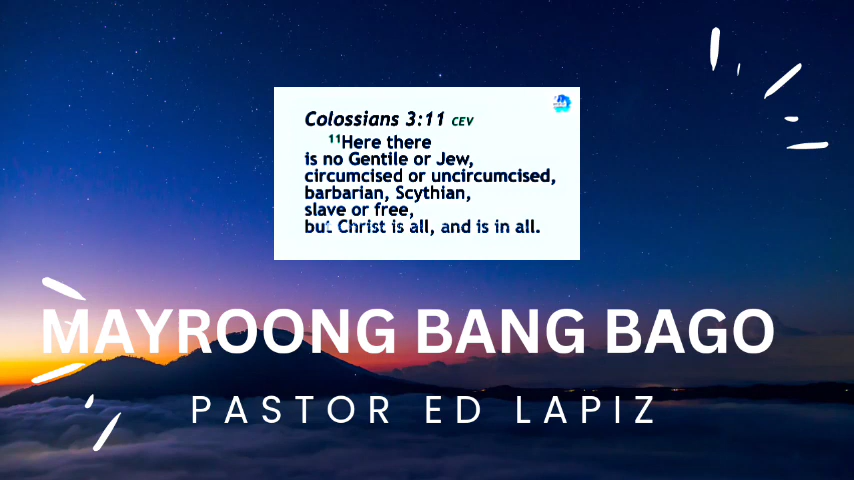 Colossians 3:11 CEV
11Here there
is no Gentile or Jew,
circumcised or uncircumcised,
barbarian, Scythian,
slave or free,
but Christ is all, and is in all.
MAYROONG BANG BAGO
PASTOR ED LAPIZ